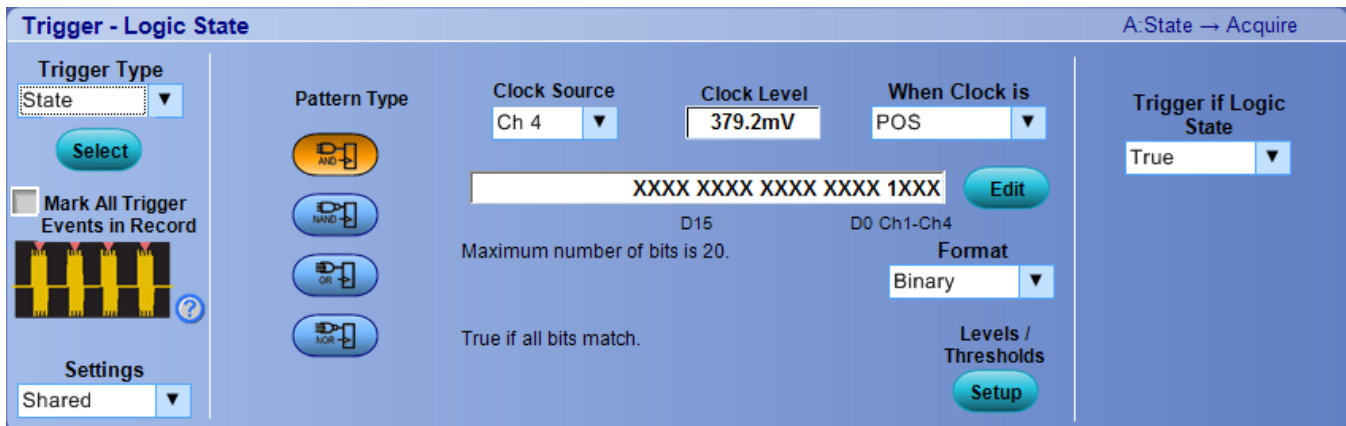 Trigger - Logic State
A:State → Acquire
Trigger Type
State
Select
Mark All Trigger
Events in Record
Settings
Shared
Pattern Type
AND
NAND
OR
NOR
Clock Source
Ch 4
Clock Level
379.2mV
When Clock is
POS
XXXX XXXX XXXX XXXX 1XXX
Edit
D15
D0 Ch1-Ch4
Maximum number of bits is 20.
Format
Binary
True if all bits match.
Levels /
Thresholds
Setup
Trigger if Logic
State
True